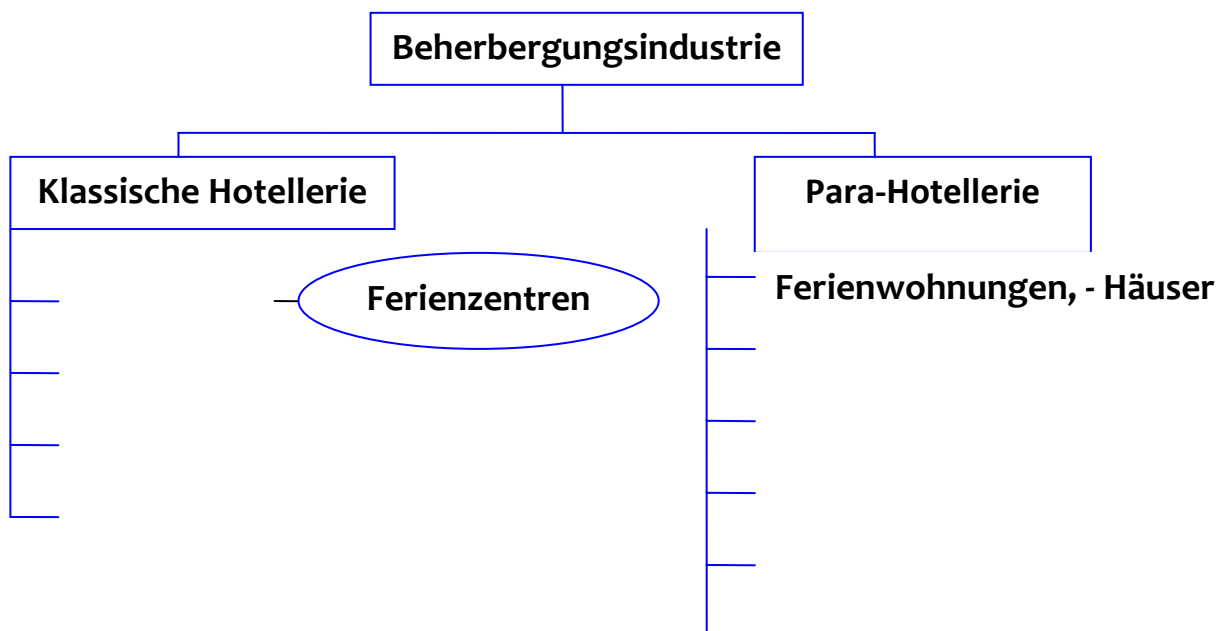 Beherbergungsindustrie
Klassische Hotellerie
Para-Hotellerie
Ferienzentren
Ferienwohnungen, - Häuser